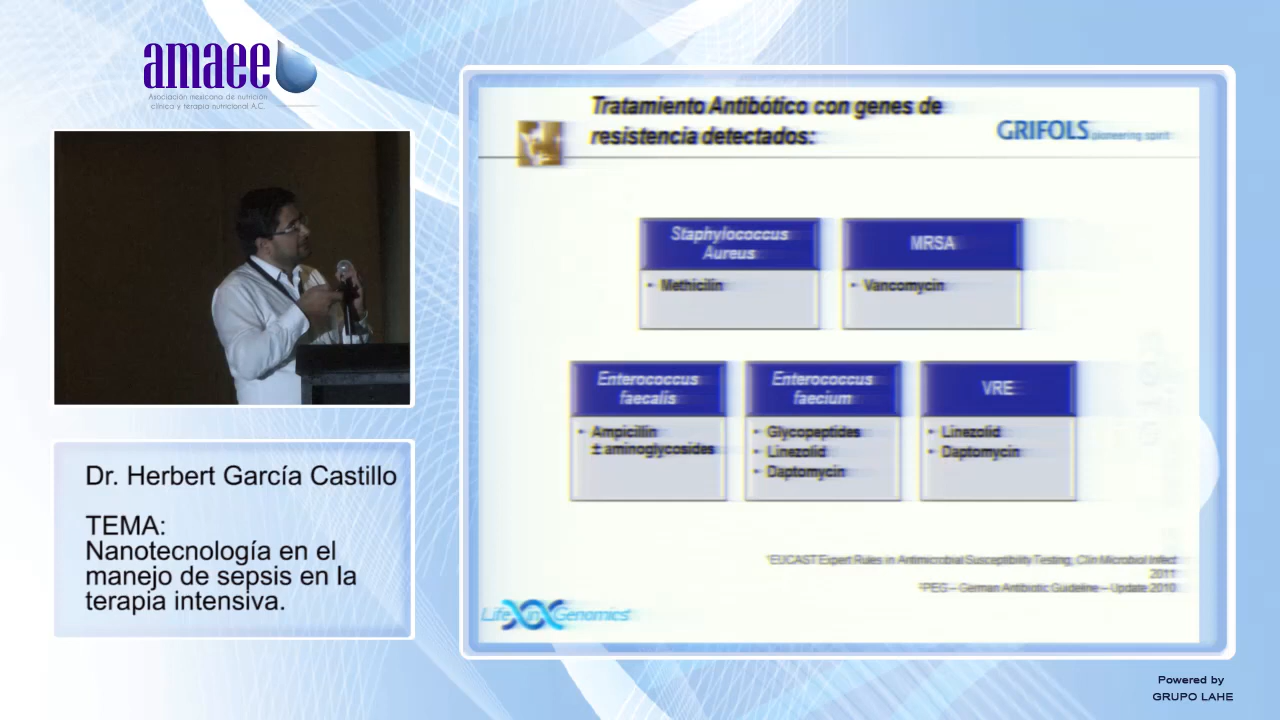 amaee
Asociación mexicana de nutrición
clínica y terapia nutricional A.C.
Dr. Herbert García Castillo
TEMA:
Nanotecnología en el
manejo de sepsis en la
terapia intensiva.
Tratamiento Antibótico con genes de
resistencia detectados:
GRIFOLS pioneering spirit
Staphylococcus
Aureus
• Methicilin
MRSA
• Vancomycin
Enterococcus
faecalis
• Ampicillin
± aminoglycosides
Enterococcus
faecium
• Glycopeptides
• Linezolid
• Daptomycin
VRE
• Linezolid
• Daptomycin
EUCAST Expert Rules in Antimicrobial Susceptibility Testing, Clin Microbiol Infect
2011
PEG – German Antibiotic Guideline – Update 2010
Life in Genomics
Powered by
GRUPO LAHE